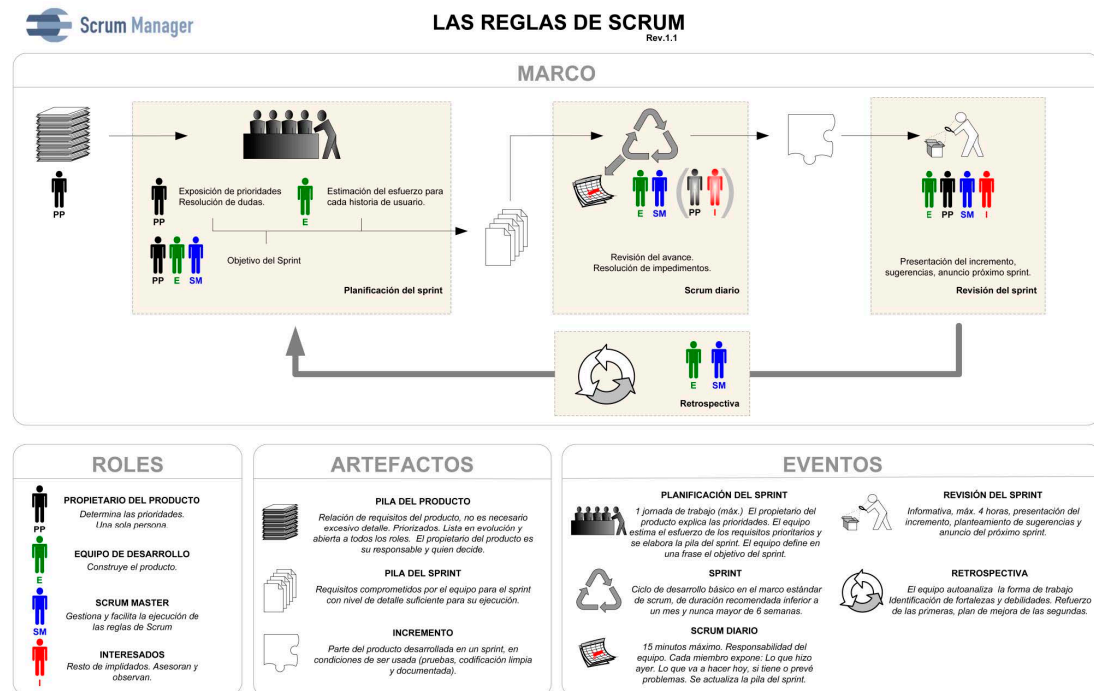 Scrum Manager
LAS REGLAS DE SCRUM
Rev.1.1
MARCO
PP
PP
Exposición de prioridades
Resolución de dudas.
E
Estimación del esfuerzo para
cada historia de usuario.
PP E SM
Objetivo del Sprint
Planificación del sprint
E SM ( PP I )
Revisión del avance.
Resolución de impedimentos.
Scrum diario
E PP SM I
Presentación del incremento,
sugerencias, anuncio próximo sprint.
Revisión del sprint
E SM
Retrospectiva
ROLES
PP
PROPIETARIO DEL PRODUCTO
Determina las prioridades.
Una sola persona.
E
EQUIPO DE DESARROLLO
Construye el producto.
SM
SCRUM MASTER
Gestiona y facilita la ejecución de
las reglas de Scrum
I
INTERESADOS
Resto de implidados. Asesoran y
observan.
ARTEFACTOS
PILA DEL PRODUCTO
Relación de requisitos del producto, no es necesario
excesivo detalle. Priorizados. Lista en evolución y
abierta a todos los roles. El propietario del producto es
su responsable y quien decide.
PILA DEL SPRINT
Requisitos comprometidos por el equipo para el sprint
con nivel de detalle suficiente para su ejecución.
INCREMENTO
Parte del producto desarrollada en un sprint, en
condiciones de ser usada (pruebas, codificación limpia
y documentada).
EVENTOS
PLANIFICACIÓN DEL SPRINT
1 jornada de trabajo (máx.) El propietario del
producto explica las prioridades. El equipo
estima el esfuerzo de los requisitos prioritarios y
se elabora la pila del sprint. El equipo define en
una frase el objetivo del sprint.
SPRINT
Ciclo de desarrollo básico en el marco estándar
de scrum, de duración recomendada inferior a
un mes y nunca mayor de 6 semanas.
SCRUM DIARIO
15 minutos máximo. Responsabilidad del
equipo. Cada miembro expone: Lo que hizo
ayer. Lo que va a hacer hoy, si tiene o prevé
problemas. Se actualiza la pila del sprint.
REVISIÓN DEL SPRINT
Informativa, máx. 4 horas, presentación del
incremento, planteamiento de sugerencias y
anuncio del próximo sprint.
RETROSPECTIVA
El equipo autoanaliza la forma de trabajo
Identificación de fortalezas y debilidades. Refuerzo
de las primeras, plan de mejora de las segundas.